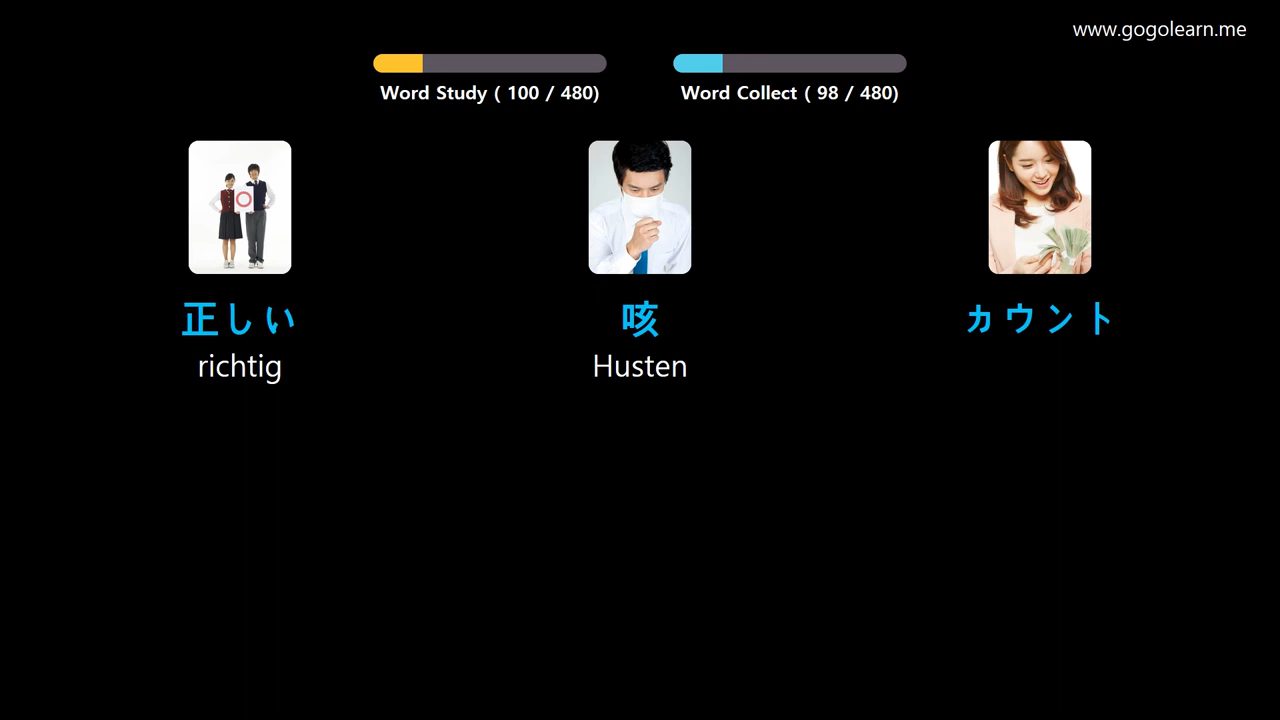 www.gogolearn.me
Word Study ( 100 / 480)
Word Collect ( 98 / 480)
正しい
咳
カウント
richtig
Husten